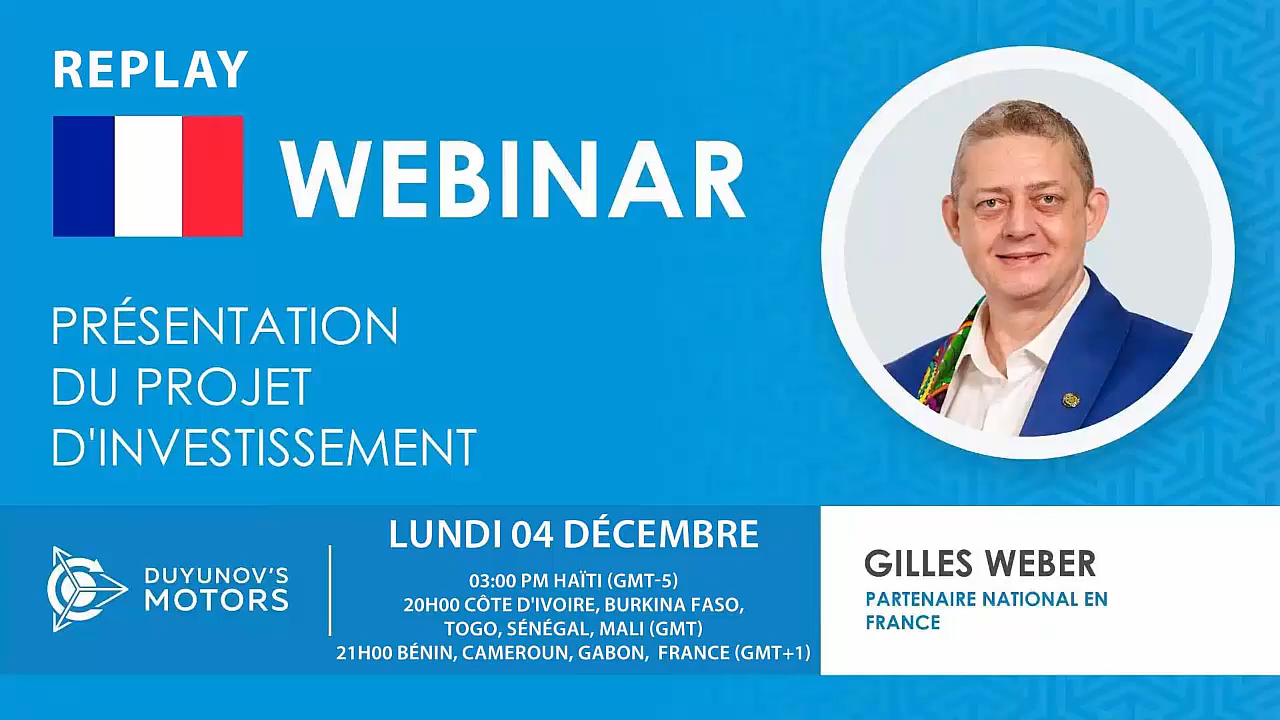 REPLAY
WEBINAR
PRÉSENTATION
DU PROJET
D'INVESTISSEMENT
DUYUNOV'S
MOTORS
LUNDI 04 DÉCEMBRE
03:00 PM HAÏTI (GMT-5)
20H00 CÔTE D'IVOIRE, BURKINA FASO,
TOGO, SÉNÉGAL, MALI (GMT)
21H00 BÉNIN, CAMEROUN, GABON, FRANCE (GMT+1)
GILLES WEBER
PARTENAIRE NATIONAL EN
FRANCE